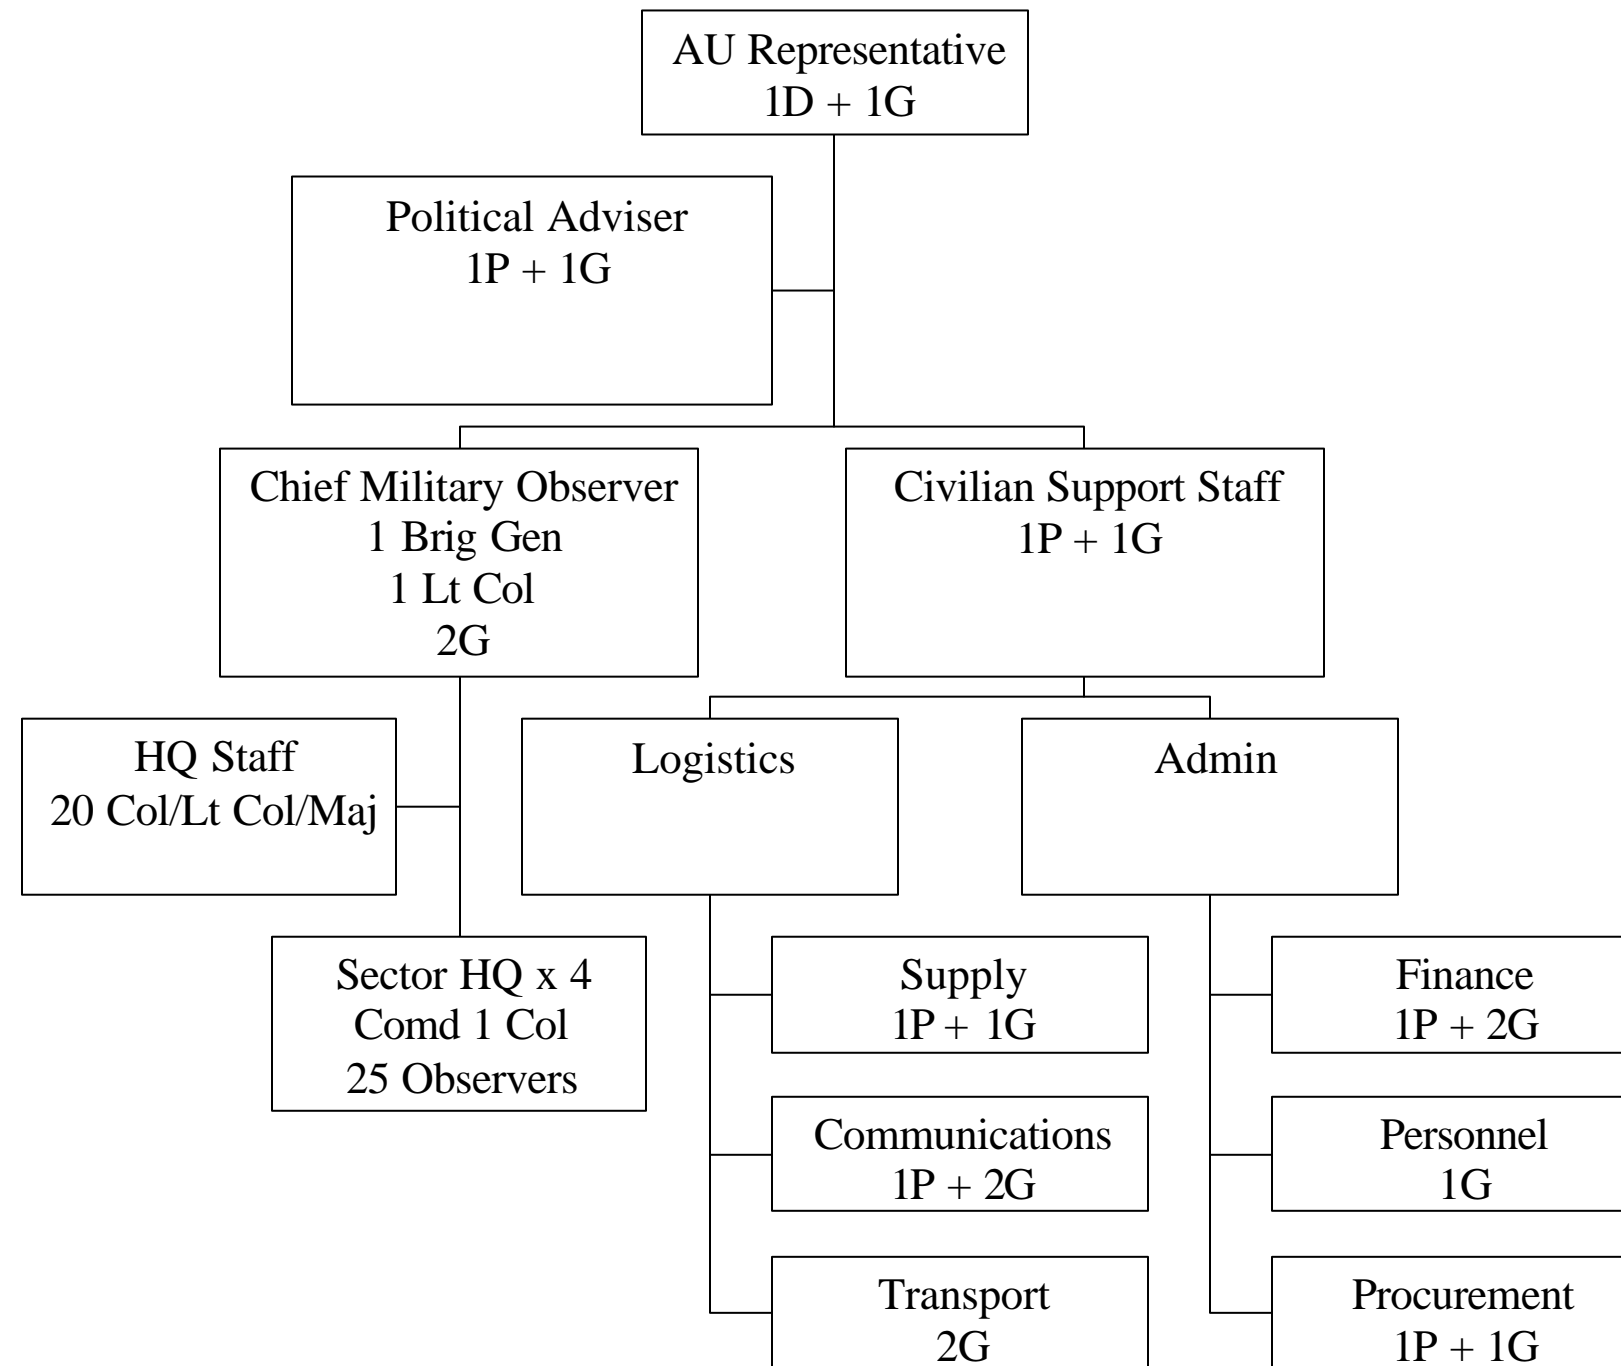 AU Representative
1D + 1G
Political Adviser
1P + 1G
Chief Military Observer
1 Brig Gen
1 Lt Col
2G
Civilian Support Staff
1P + 1G
HQ Staff
20 Col/Lt Col/Maj
Logistics
Admin
Sector HQ x 4
Comd 1 Col
25 Observers
Supply
1P + 1G
Finance
1P + 2G
Communications
1P + 2G
Personnel
1G
Transport
2G
Procurement
1P + 1G